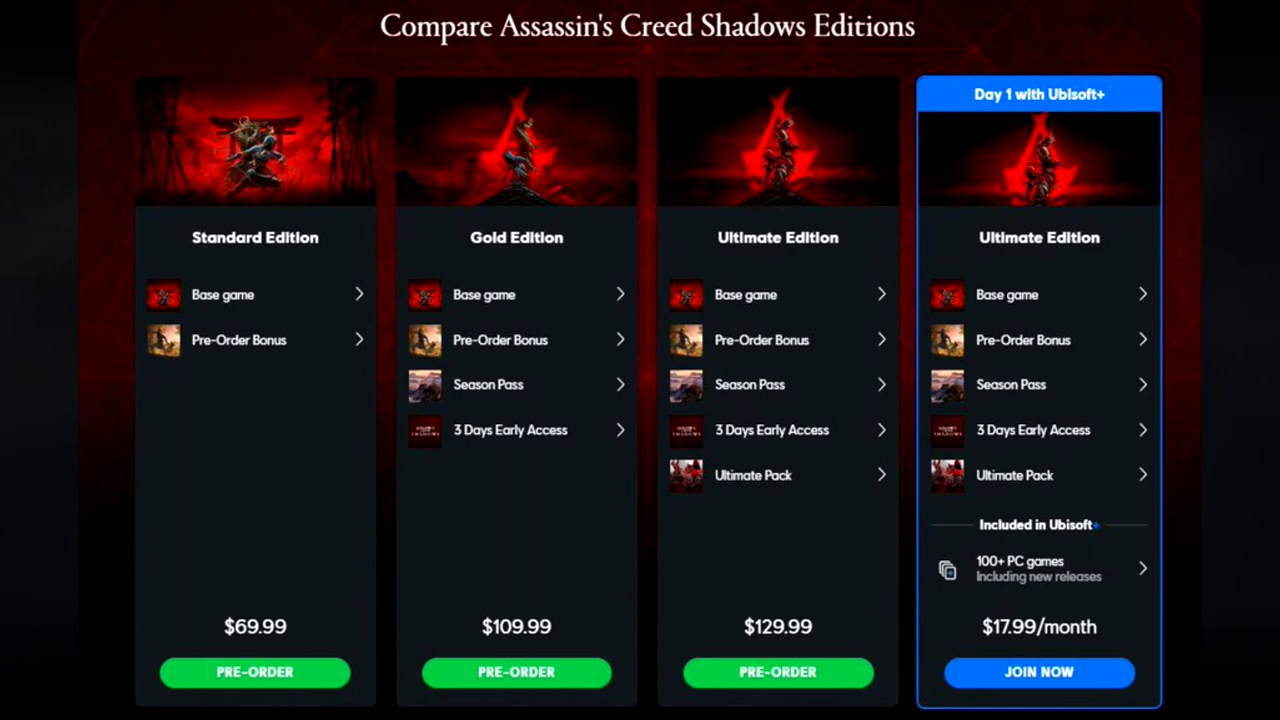 Compare Assassin's Creed Shadows Editions
Standard Edition
Base game
Pre-Order Bonus
$69.99
PRE-ORDER
Gold Edition
Base game
Pre-Order Bonus
Season Pass
3 Days Early Access
$109.99
PRE-ORDER
Ultimate Edition
Base game
Pre-Order Bonus
Season Pass
3 Days Early Access
Ultimate Pack
$129.99
PRE-ORDER
Day 1 with Ubisoft+
Ultimate Edition
Base game
Pre-Order Bonus
Season Pass
3 Days Early Access
Ultimate Pack
Included in Ubisoft+
100+ PC games
Including new releases
$17.99/month
JOIN NOW